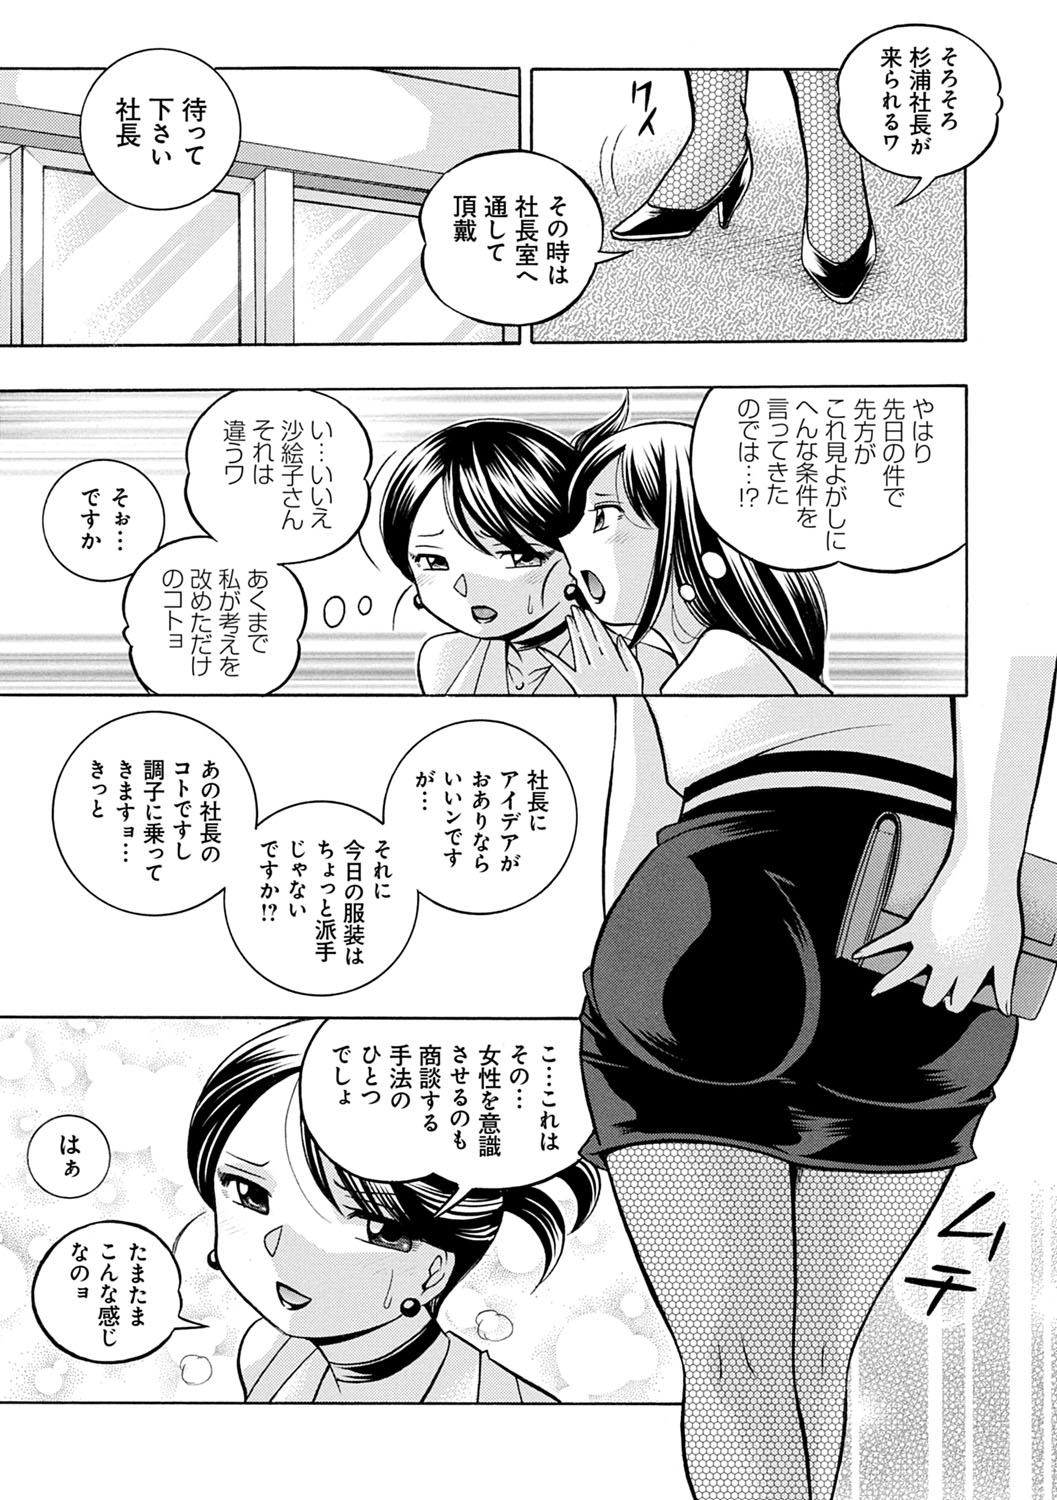 そろそろ
杉浦社長が
来られるワ
クイ
その時は
社長室へ
通して
頂戴
待って
下さい
社長
やはり
先日の件で
先方が
これ見よがしに
へんな条件を
言ってきた
のでは…!?
い…いいえ
沙絵子さん
それは
違うワ
あくまで
私が考えを
改めただけ
のコトョ
そぉ…
ですか
社長に
アイデアが
おありなら
いいンです
が…
それに
今日の服装は
ちょっと派手
じゃない
ですか!?
あの社長の
コトですし
調子に乗って
きますョ…
きっと
ムチ
こ…これは
その…
女性を意識
させるのも
商談する
手法の
ひとつ
でしょ
はぁ
たまたま
こんな感じ
なのョ